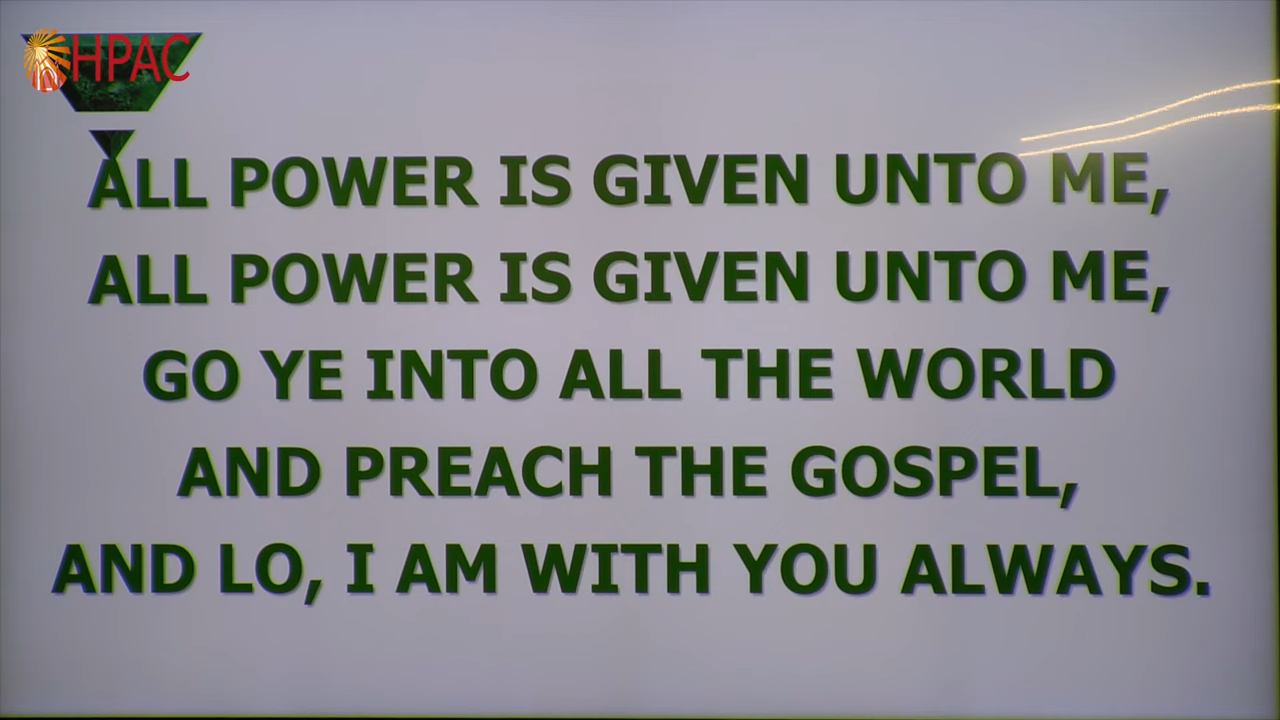 HPAC
ALL POWER IS GIVEN UNTO ME,
ALL POWER IS GIVEN UNTO ME,
GO YE INTO ALL THE WORLD
AND PREACH THE GOSPEL,
AND LO, I AM WITH YOU ALWAYS.